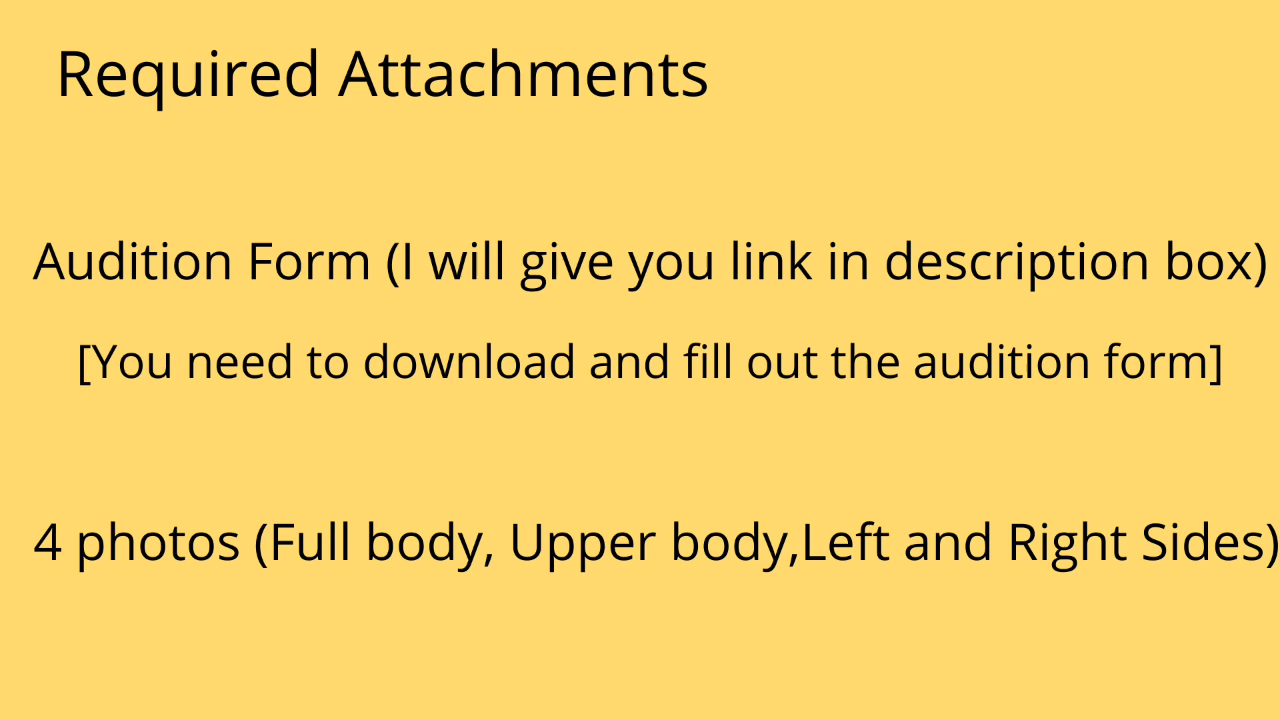 Required Attachments
Audition Form (I will give you link in description box)
[You need to download and fill out the audition form]
4 photos (Full body, Upper body,Left and Right Sides)